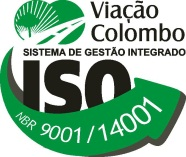 Viação
Colombo
SISTEMA DE GESTÃO INTEGRADO
ISO
NBR 9001/14001